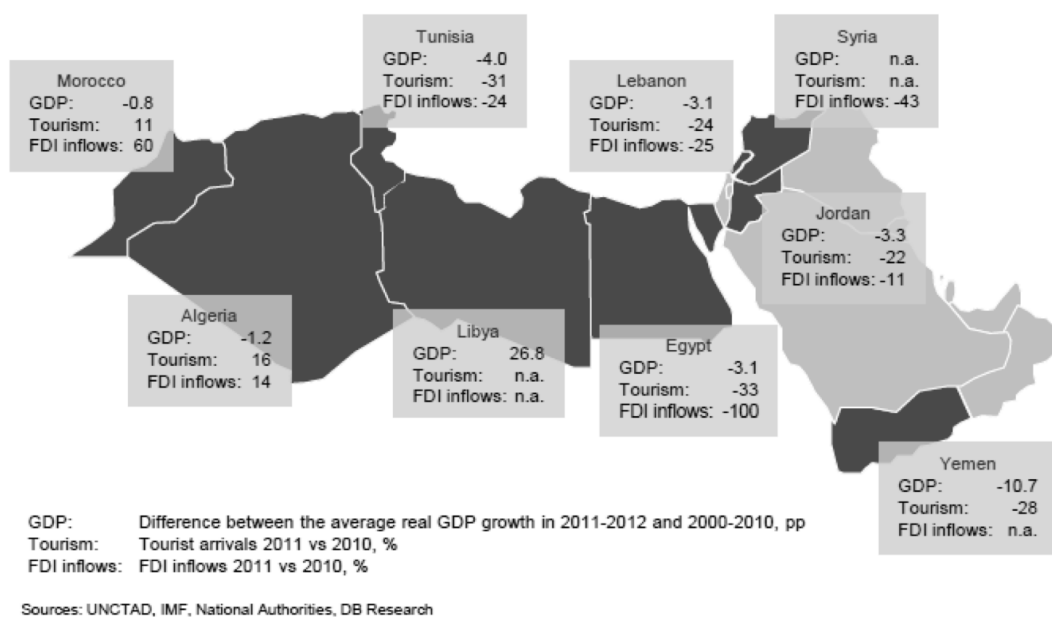 Tunisia
GDP: -4.0
Tourism: -31
FDI inflows: -24
Syria
GDP: n.a.
Tourism: n.a.
FDI inflows: -43
Morocco
GDP: -0.8
Tourism: 11
FDI inflows: 60
Lebanon
GDP: -3.1
Tourism: -24
FDI inflows: -25
Jordan
GDP: -3.3
Tourism: -22
FDI inflows: -11
Algeria
GDP: -1.2
Tourism: 16
FDI inflows: 14
Libya
GDP: 26.8
Tourism: n.a.
FDI inflows: n.a.
Egypt
GDP: -3.1
Tourism: -33
FDI inflows: -100
Yemen
GDP: -10.7
Tourism: -28
FDI inflows: n.a.
GDP: Difference between the average real GDP growth in 2011-2012 and 2000-2010, pp
Tourism: Tourist arrivals 2011 vs 2010, %
FDI inflows: FDI inflows 2011 vs 2010, %
Sources: UNCTAD, IMF, National Authorities, DB Research